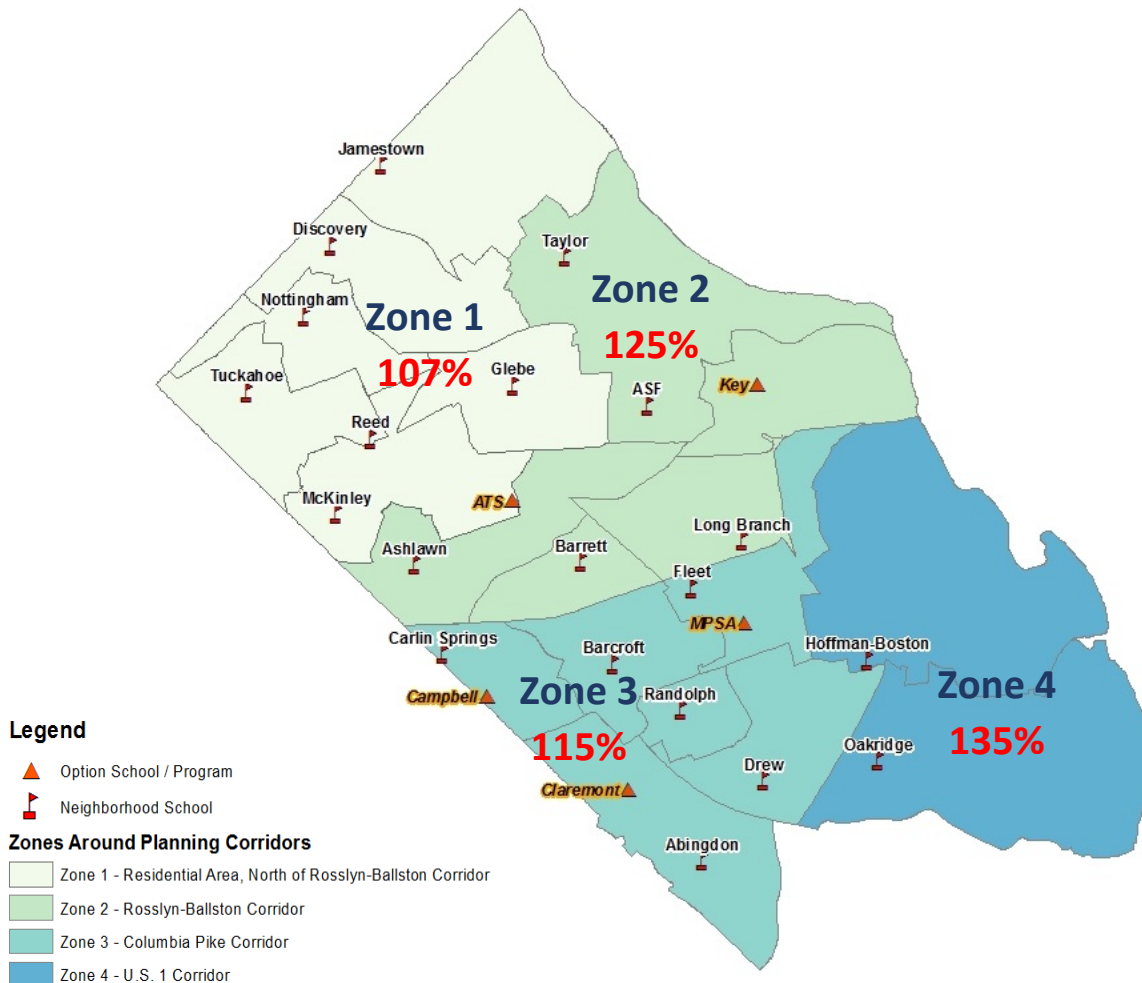 Jamestown
Discovery
Taylor
Nottingham
Zone 1
107%
Zone 2
125%
Tuckahoe
Glebe
ASF
Key
Reed
McKinley
ATS
Ashlawn
Barrett
Long Branch
Fleet
MPSA
Carlin Springs
Barcroft
Hoffman-Boston
Campbell
Zone 3
115%
Randolph
Zone 4
135%
Oakridge
Drew
Claremont
Abingdon
Legend
Option School / Program
Neighborhood School
Zones Around Planning Corridors
Zone 1 - Residential Area, North of Rosslyn-Ballston Corridor
Zone 2 - Rosslyn-Ballston Corridor
Zone 3 - Columbia Pike Corridor
Zone 4 - U.S. 1 Corridor